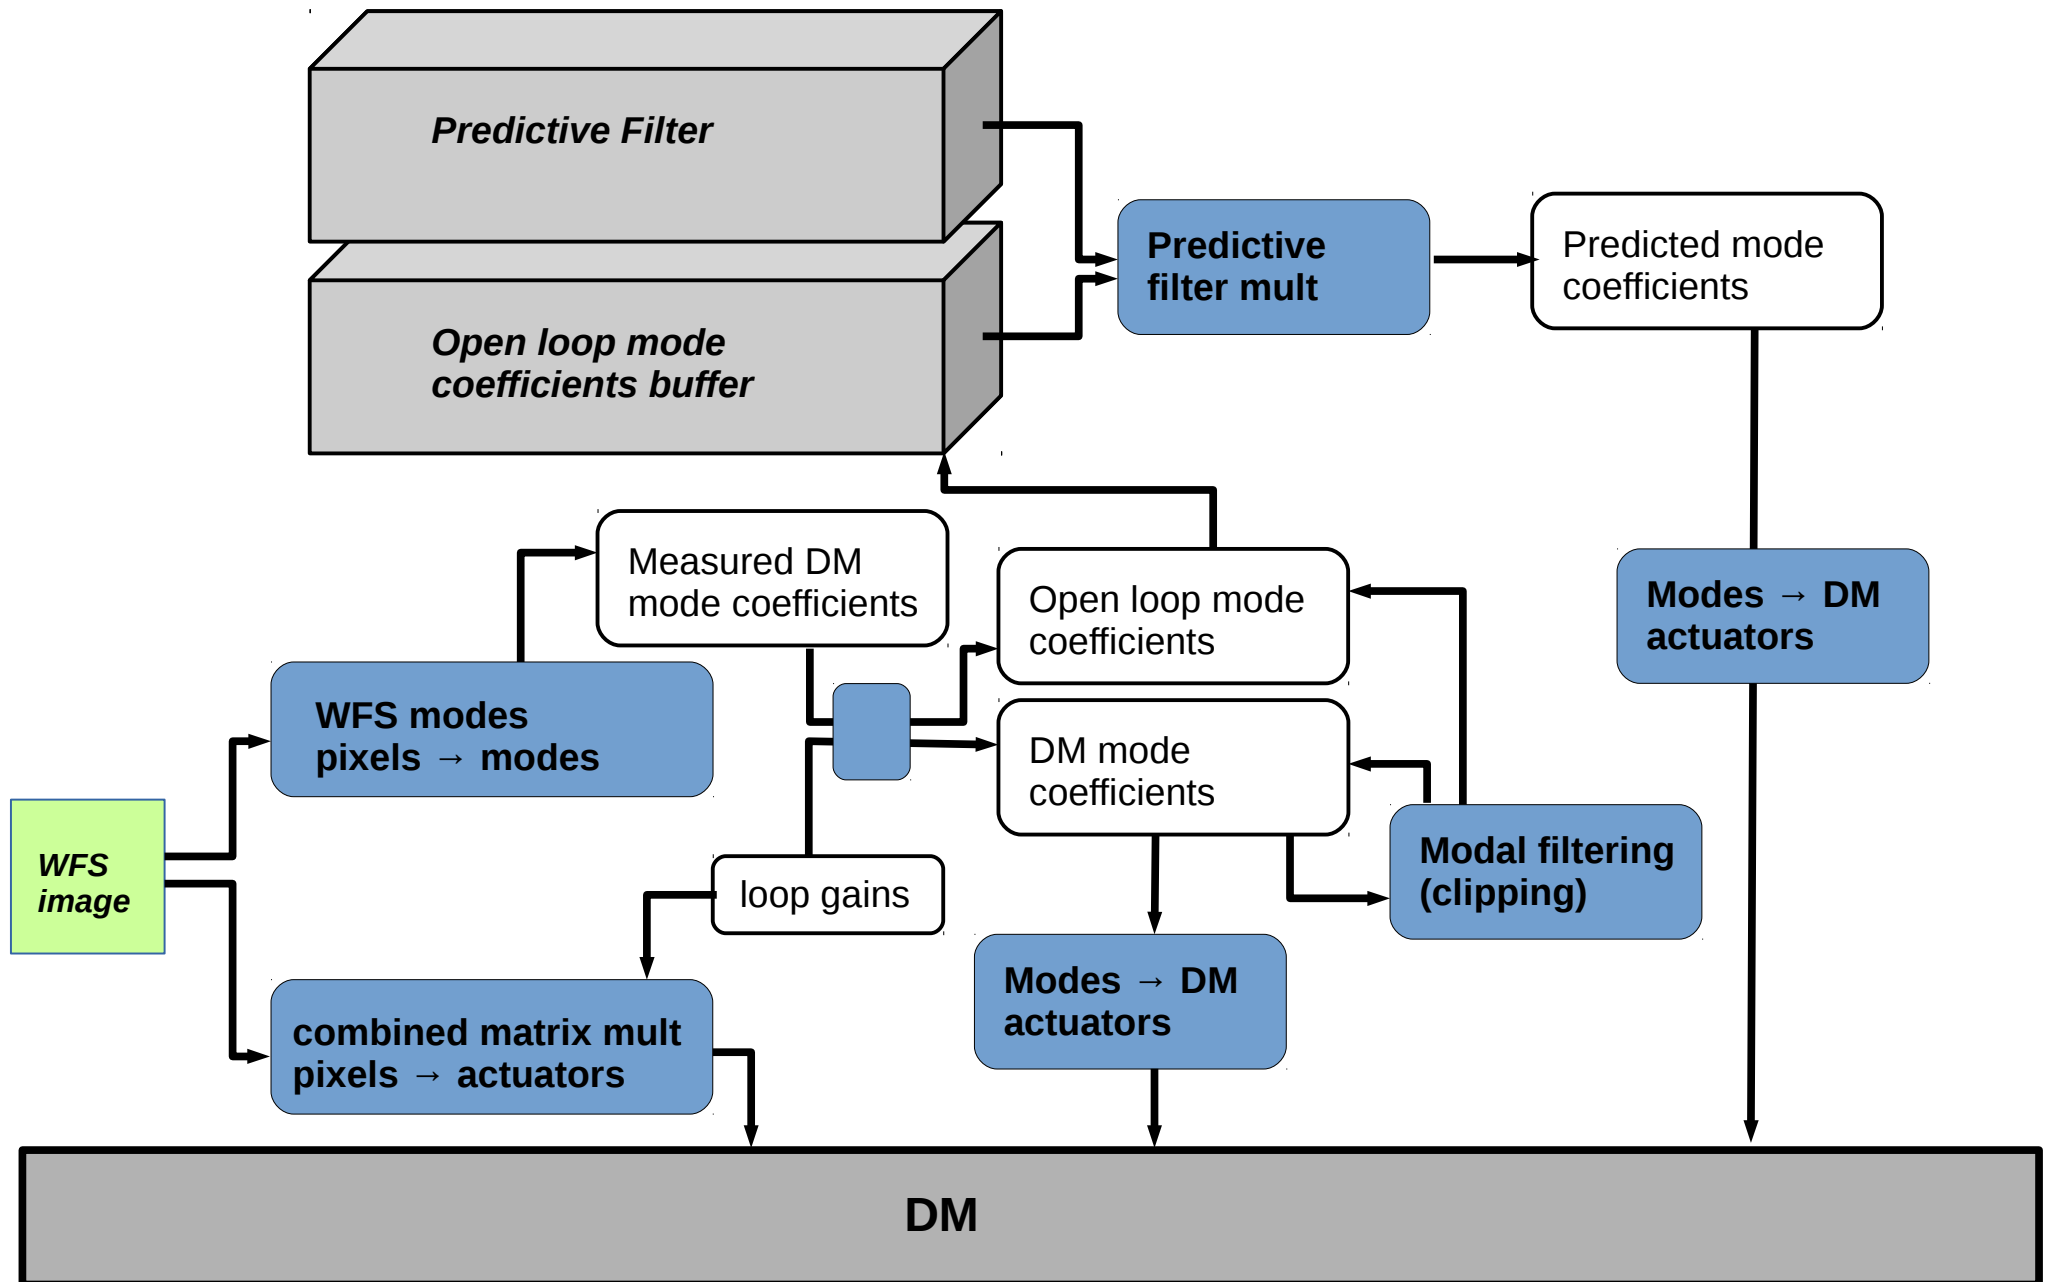 Predictive Filter
Open loop mode
coefficients buffer
Predictive
filter mult
Predicted mode
coefficients
Measured DM
mode coefficients
Open loop mode
coefficients
Modes → DM
actuators
WFS modes
pixels → modes
DM mode
coefficients
WFS
image
loop gains
Modal filtering
(clipping)
combined matrix mult
pixels → actuators
Modes → DM
actuators
DM